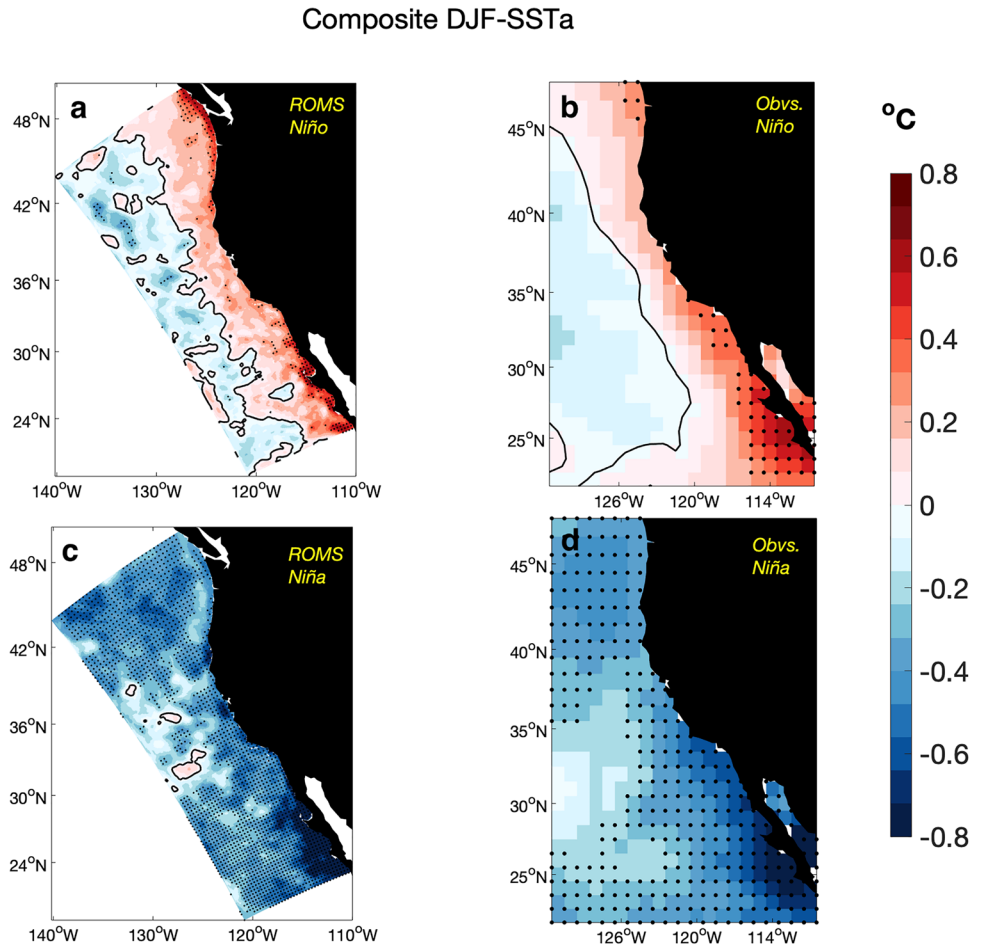 Composite DJF-SSTa
a
ROMS
Niño
48°N
42°N
36°N
30°N
24°N
140°W
130°W
120°W
110°W
b
Obvs.
Niño
45°N
40°N
35°N
30°N
25°N
126°W
120°W
114°W
c
ROMS
Niña
48°N
42°N
36°N
30°N
24°N
140°W
130°W
120°W
110°W
d
Obvs.
Niña
45°N
40°N
35°N
30°N
25°N
126°W
120°W
114°W
ºC
0.8
0.6
0.4
0.2
0
-0.2
-0.4
-0.6
-0.8